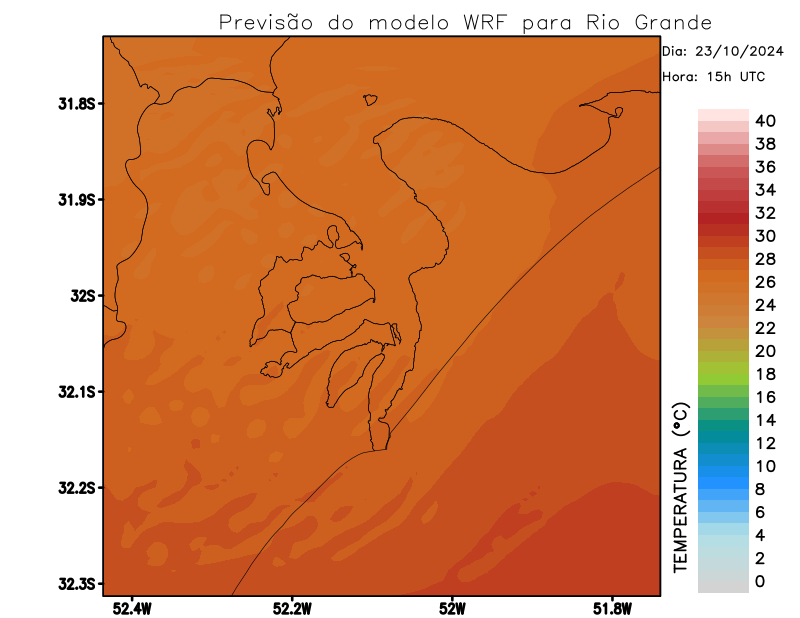 Previsão do modelo WRF para Rio Grande
Dia: 23/10/2024
Hora: 15h UTC
31.8S
31.9S
32S
32.1S
32.2S
32.3S
52.4W
52.2W
52W
51.8W
TEMPERATURA (°C)
40
38
36
34
32
30
28
26
24
22
20
18
16
14
12
10
8
6
4
2
0